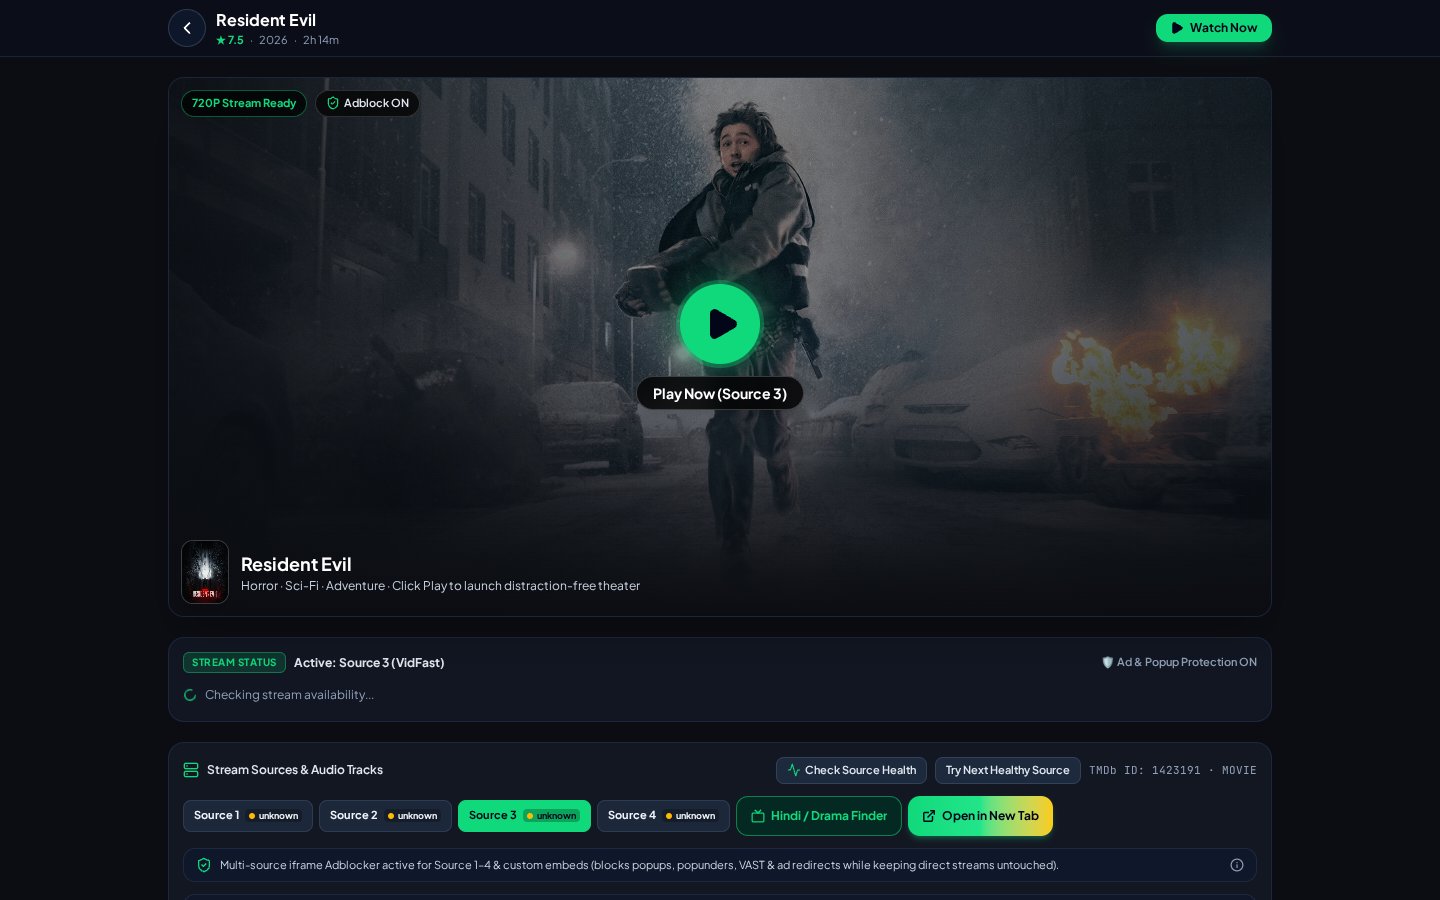 Resident Evil
★ 7.5 · 2026 · 2h 14m
Watch Now
720P Stream Ready
Adblock ON
Play Now (Source 3)
Resident Evil
Horror · Sci-Fi · Adventure · Click Play to launch distraction-free theater
STREAM STATUS
Active: Source 3 (VidFast)
Ad & Popup Protection ON
Checking stream availability...
Stream Sources & Audio Tracks
Check Source Health
Try Next Healthy Source
TMDb ID: 1423191 · MOVIE
Source 1 unknown
Source 2 unknown
Source 3 unknown
Source 4 unknown
Hindi / Drama Finder
Open in New Tab
Multi-source iframe Adblocker active for Source 1-4 & custom embeds (blocks popups, popunders, VAST & ad redirects while keeping direct streams untouched).